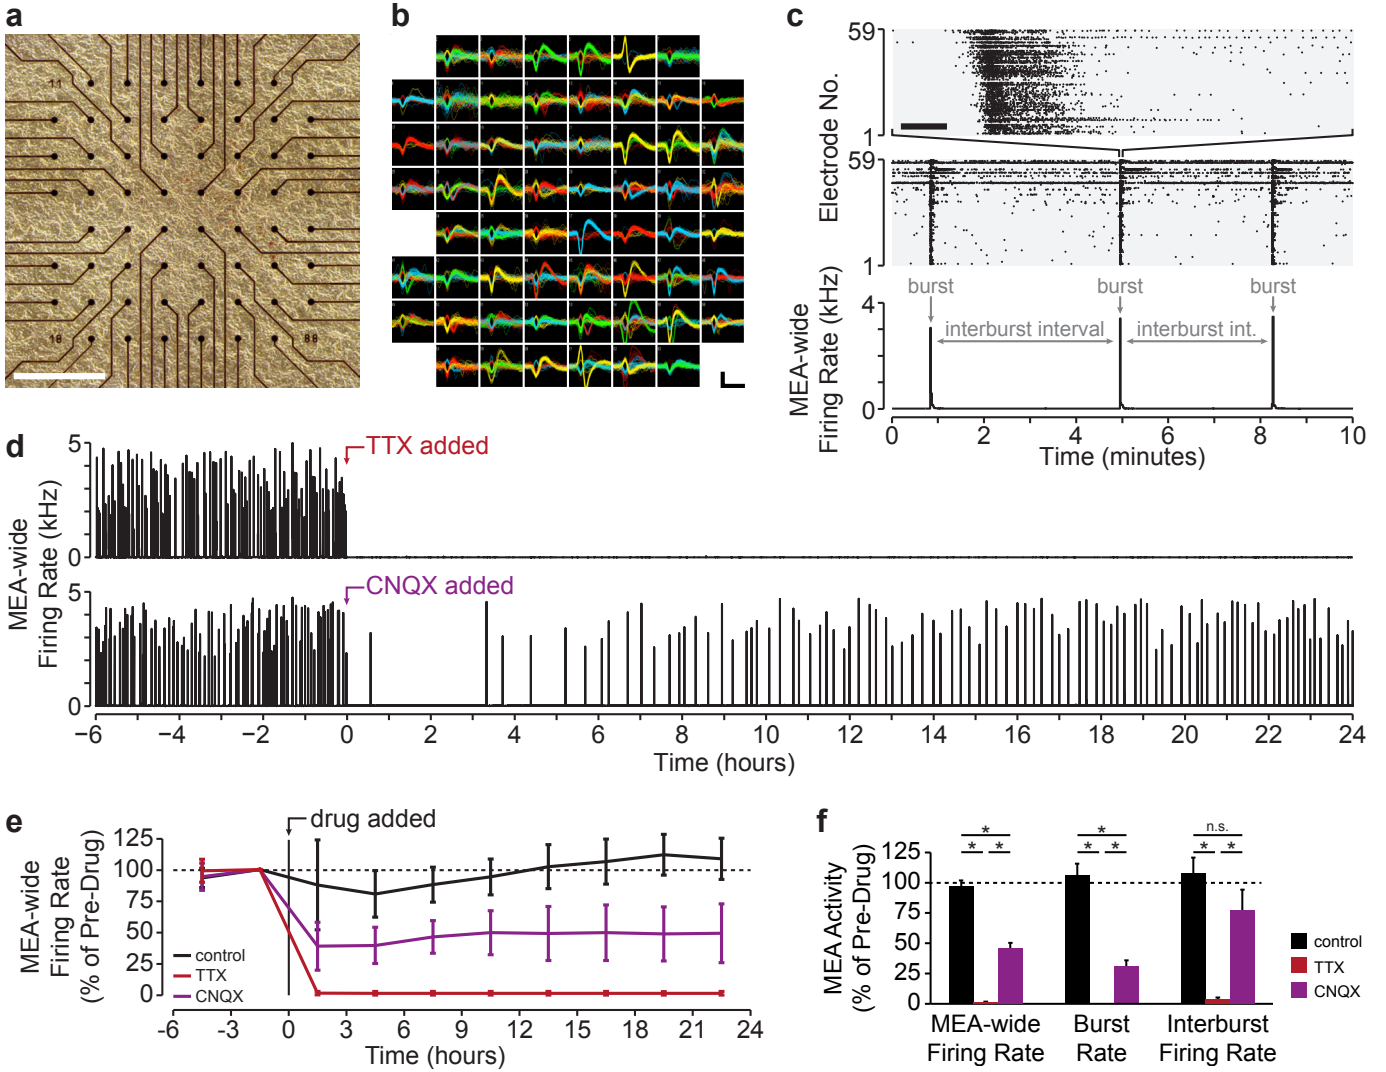 a
11
18
88
b
c
59
1
Electrode No.
59
1
burst
burst
burst
interburst interval
interburst int.
MEA-wide
Firing Rate (kHz)
4
0
0 2 4 6 8 10
Time (minutes)
d
TTX added
5
0
MEA-wide
Firing Rate (kHz)
CNQX added
5
0
−6 −4 −2 0 2 4 6 8 10 12 14 16 18 20 22 24
Time (hours)
e
drug added
MEA-wide
Firing Rate
(% of Pre-Drug)
125
100
75
50
25
0
control
TTX
CNQX
-6 -3 0 3 6 9 12 15 18 21 24
Time (hours)
f
MEA Activity
(% of Pre-Drug)
125
100
75
50
25
0
*
* *
*
* *
n.s.
* *
control
TTX
CNQX
MEA-wide
Firing Rate
Burst
Rate
Interburst
Firing Rate